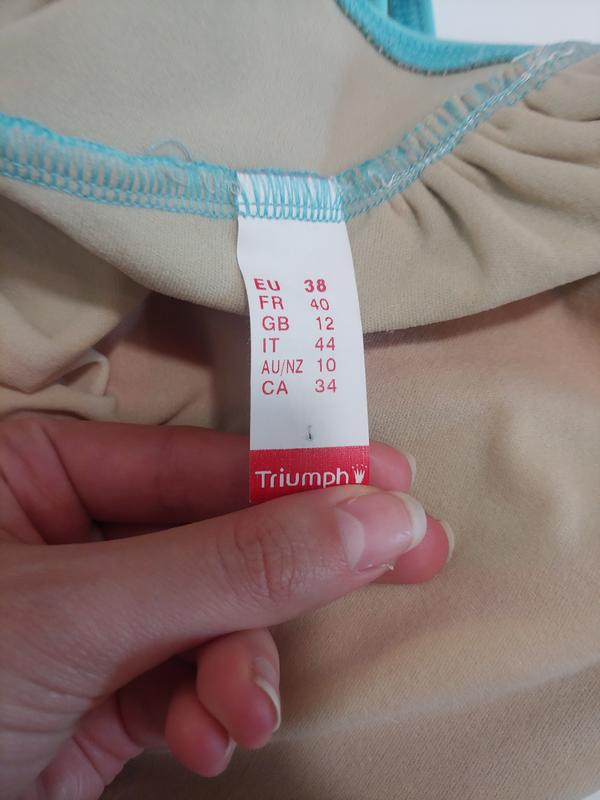 EU 38
FR 40
GB 12
IT 44
AU/NZ 10
CA 34
Triumph